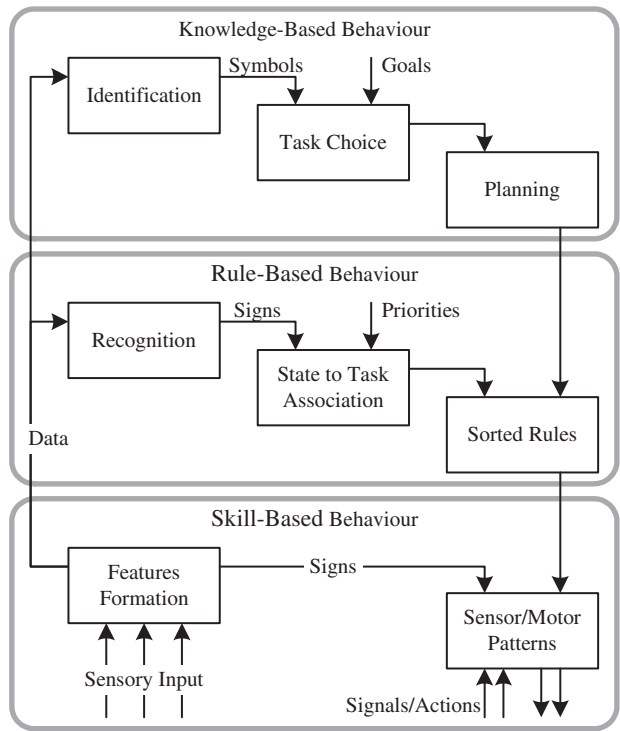 Knowledge-Based Behaviour
Symbols
Goals
Identification
Task Choice
Planning
Rule-Based Behaviour
Signs
Priorities
Recognition
State to Task
Association
Sorted Rules
Data
Skill-Based Behaviour
Features
Formation
Signs
Sensor/Motor
Patterns
Sensory Input
Signals/Actions